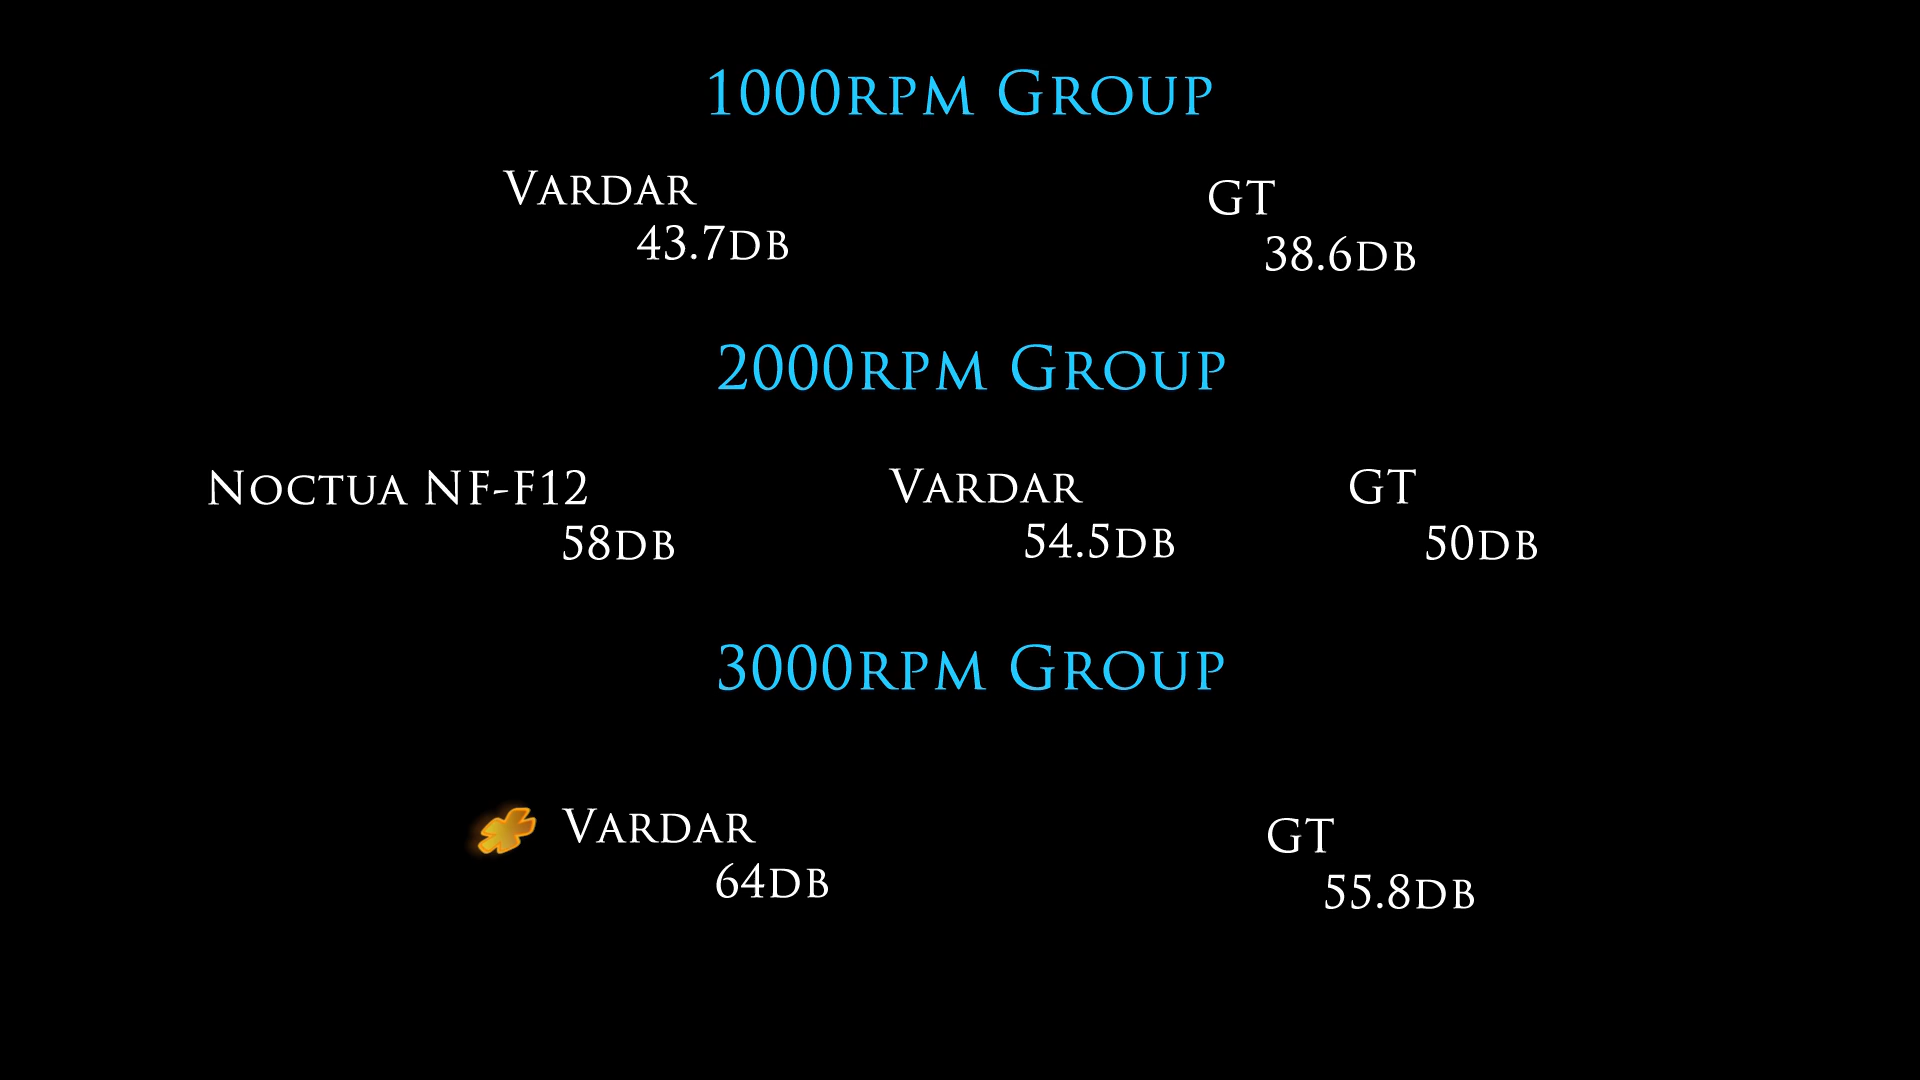 1000rpm Group
Vardar
43.7dB
GT
38.6dB
2000rpm Group
Noctua NF-F12
58dB
Vardar
54.5dB
GT
50dB
3000rpm Group
Vardar
64dB
GT
55.8dB